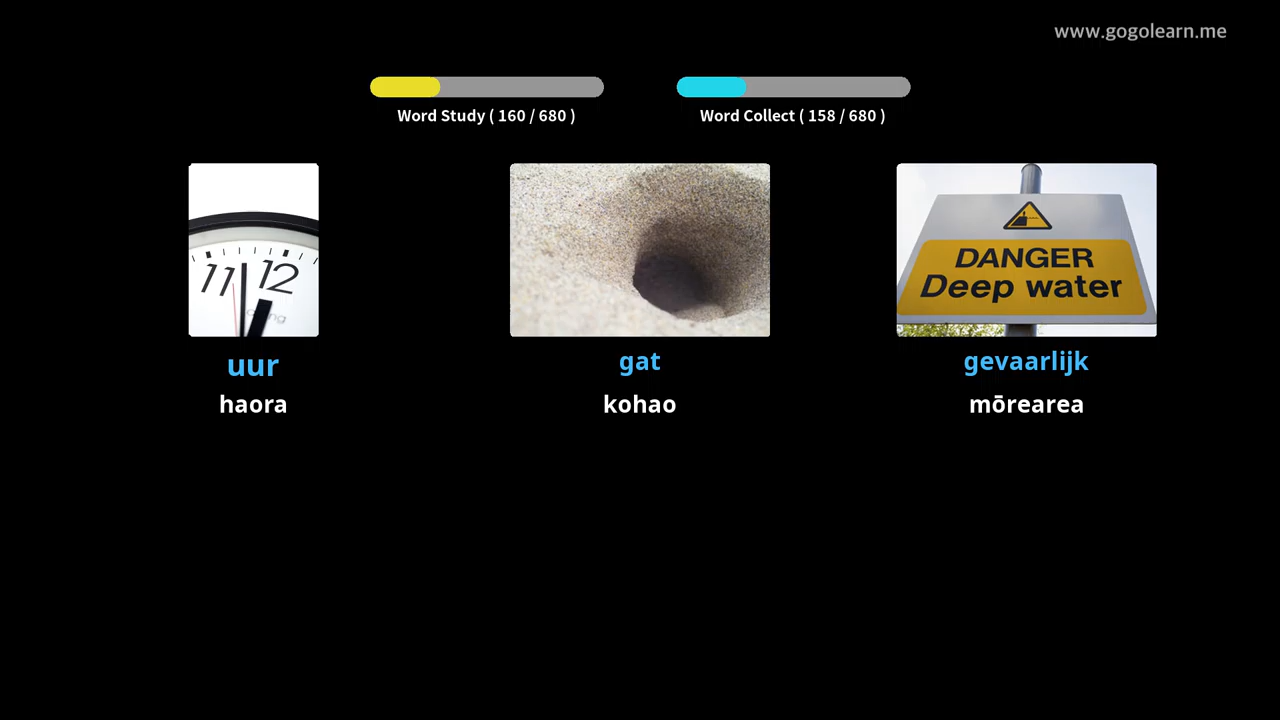 www.gogolearn.me
Word Study ( 160 / 680 )
Word Collect ( 158 / 680 )
11 12
DANGER
Deep water
uur
gat
gevaarlijk
haora
kohao
mōrearea